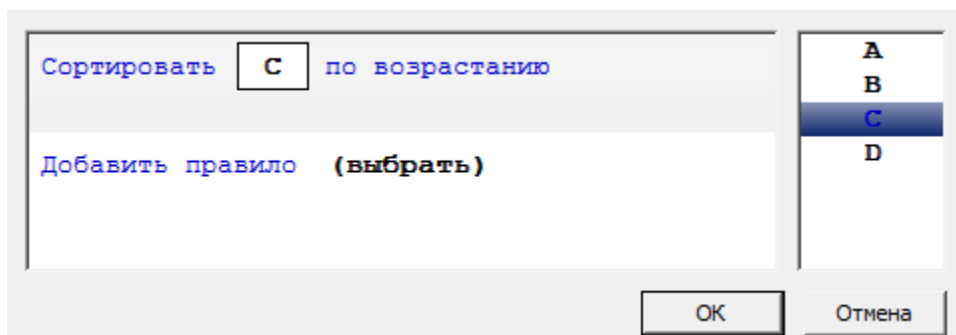 Сортировать C по возрастанию
Добавить правило (выбрать)
A
B
C
D
OK
Отмена